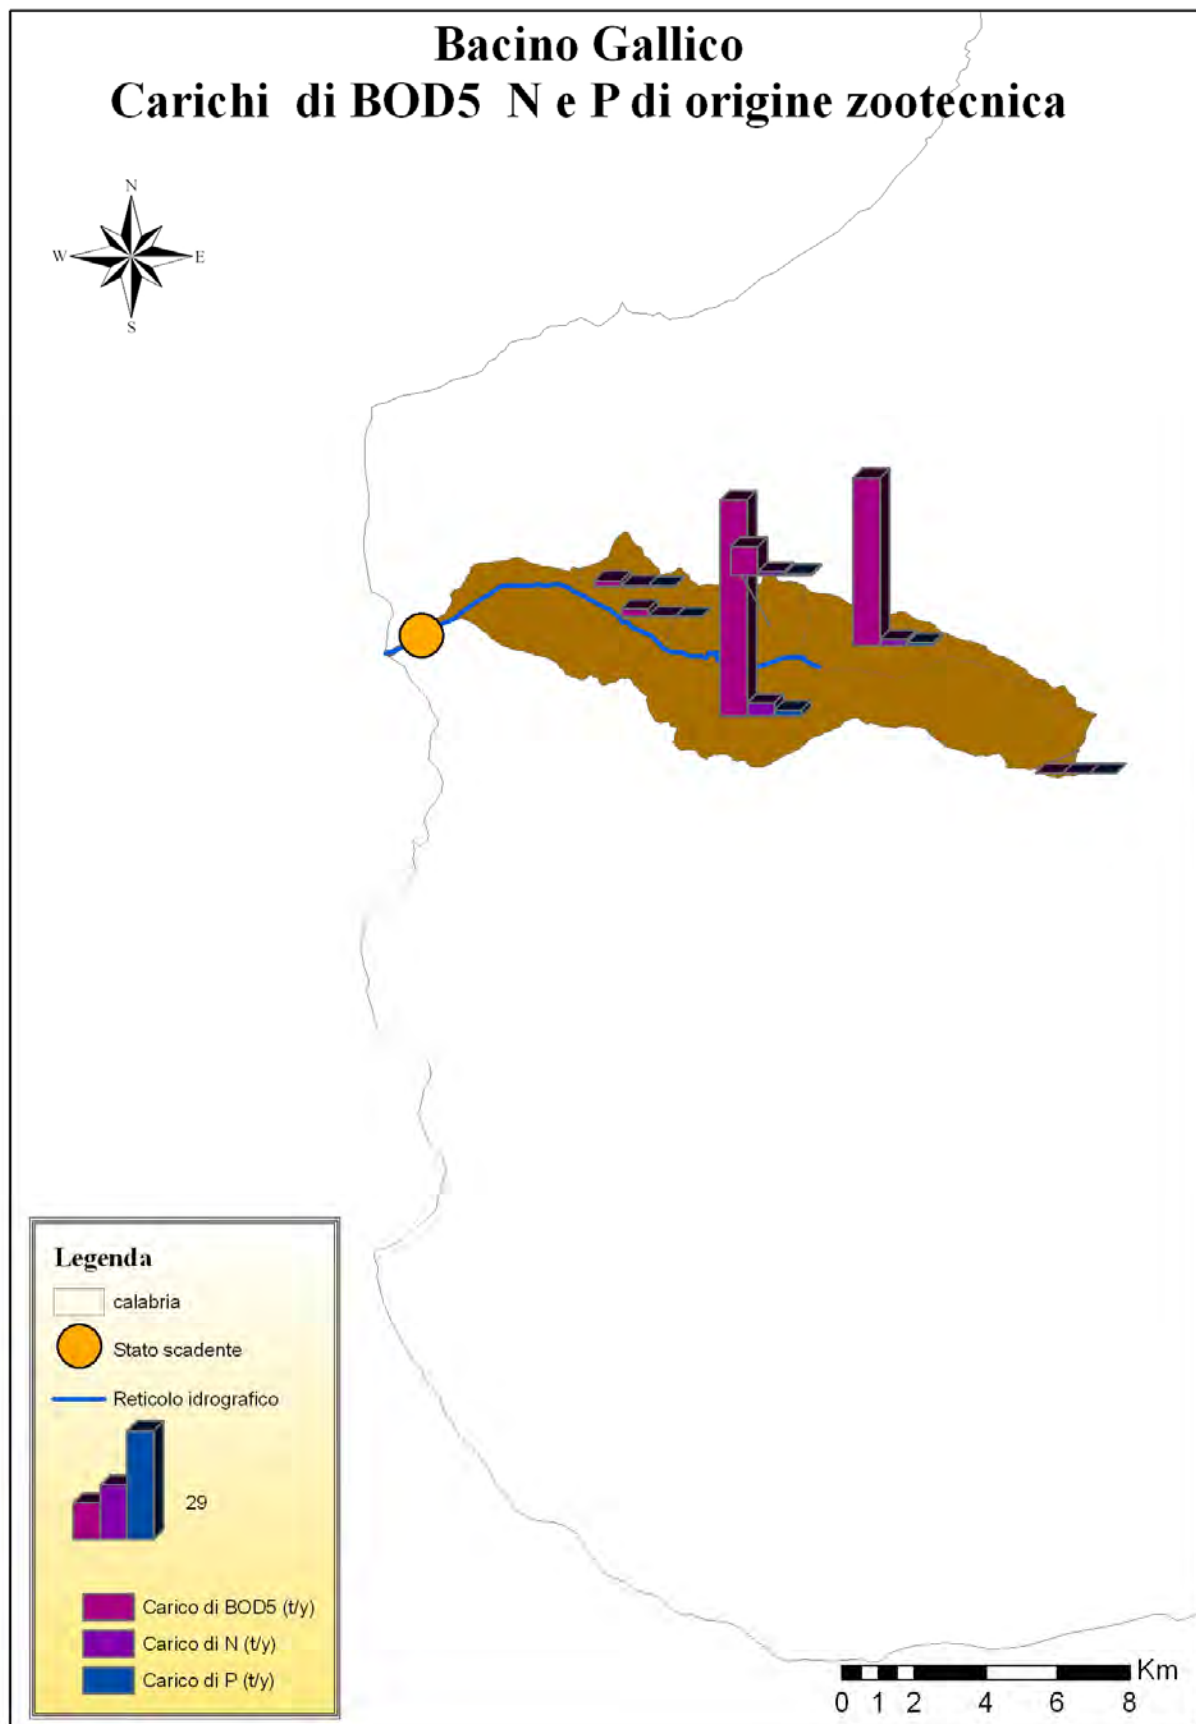 Bacino Gallico
Carichi di BOD5 N e P di origine zootecnica
N
W E
S
Legenda
calabria
Stato scadente
Reticolo idrografico
29
Carico di BOD5 (t/y)
Carico di N (t/y)
Carico di P (t/y)
Km
0 1 2 4 6 8